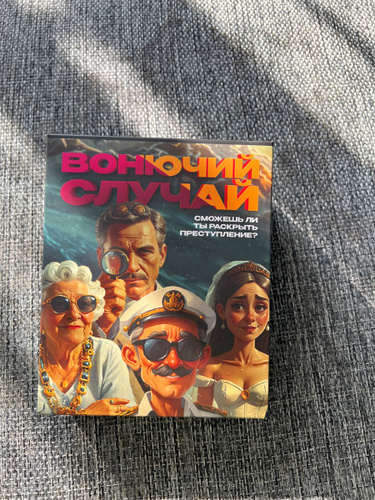 ВОНЮЧИЙ
СЛУЧАЙ
СМОЖЕШЬ ЛИ
ТЫ РАСКРЫТЬ
ПРЕСТУПЛЕНИЕ?